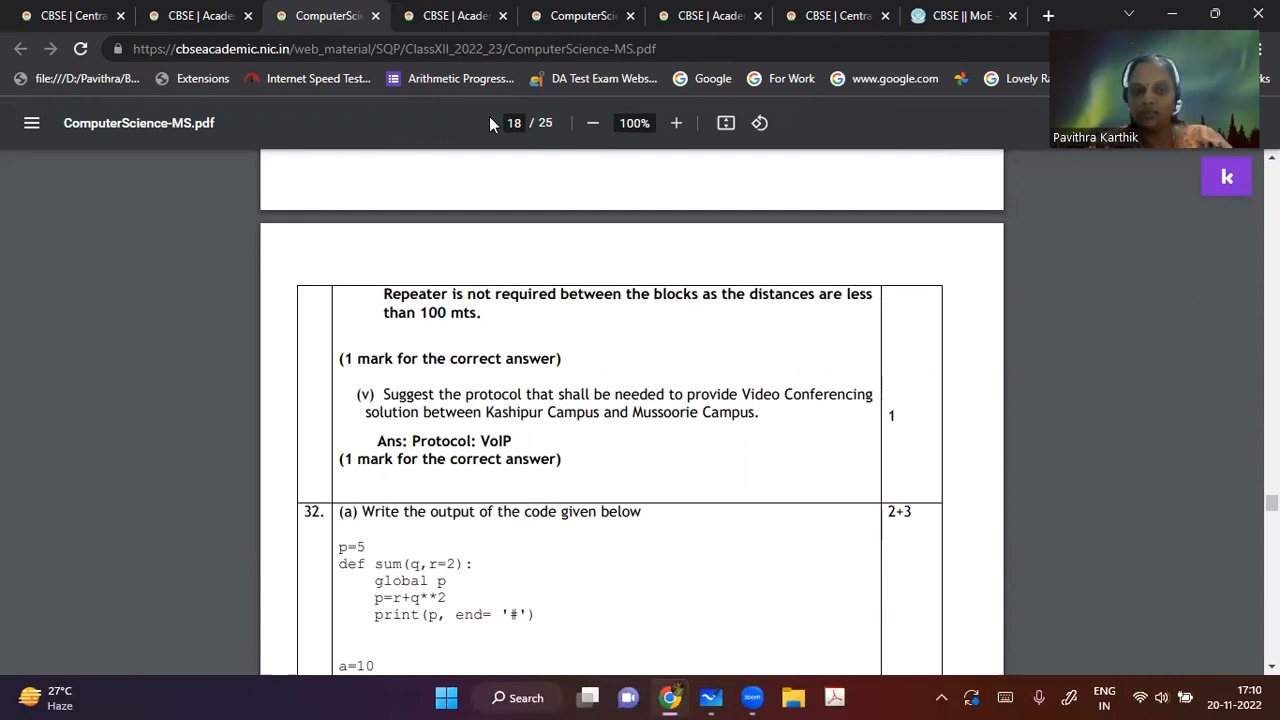 CBSE | Centra
CBSE | Acade
ComputerScie
CBSE | Acade
ComputerScie
CBSE | Acade
CBSE | Centra
CBSE || MoE -
https://cbseacademic.nic.in/web_material/SQP/ClassXII_2022_23/ComputerScience-MS.pdf
file:///D:/Pavithra/B...
Extensions
Internet Speed Test...
Arithmetic Progress...
DA Test Exam Webs...
Google
For Work
www.google.com
Lovely Ra
ks
ComputerScience-MS.pdf
18 / 25
100%
Pavithra Karthik
k
Repeater is not required between the blocks as the distances are less
than 100 mts.
(1 mark for the correct answer)
(v) Suggest the protocol that shall be needed to provide Video Conferencing
solution between Kashipur Campus and Mussoorie Campus.
1
Ans: Protocol: VoIP
(1 mark for the correct answer)
32. (a) Write the output of the code given below 2+3
p=5
def sum(q,r=2):
global p
p=r+q**2
print(p, end= '#')
a=10
27°C
Haze
Search
ENG
IN
17:10
20-11-2022